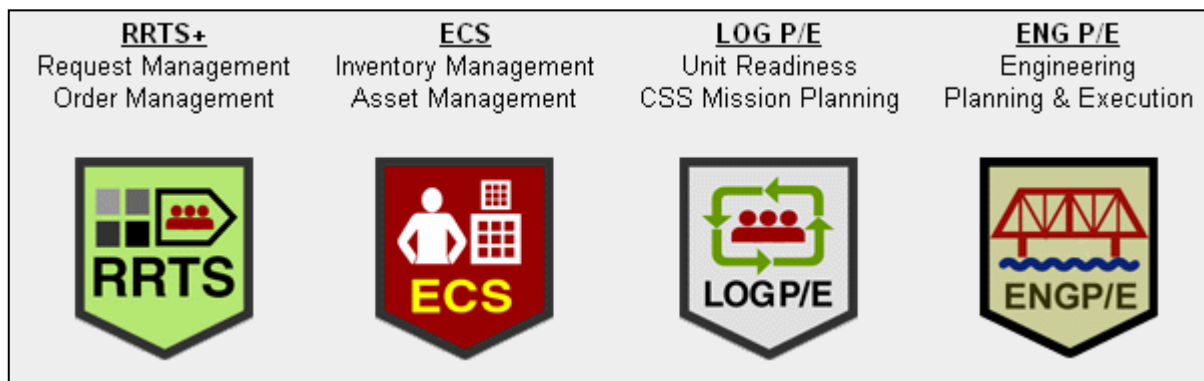 RRTS+
Request Management
Order Management
ECS
Inventory Management
Asset Management
LOG P/E
Unit Readiness
CSS Mission Planning
ENG P/E
Engineering
Planning & Execution
RRTS
ECS
LOGP/E
ENGP/E